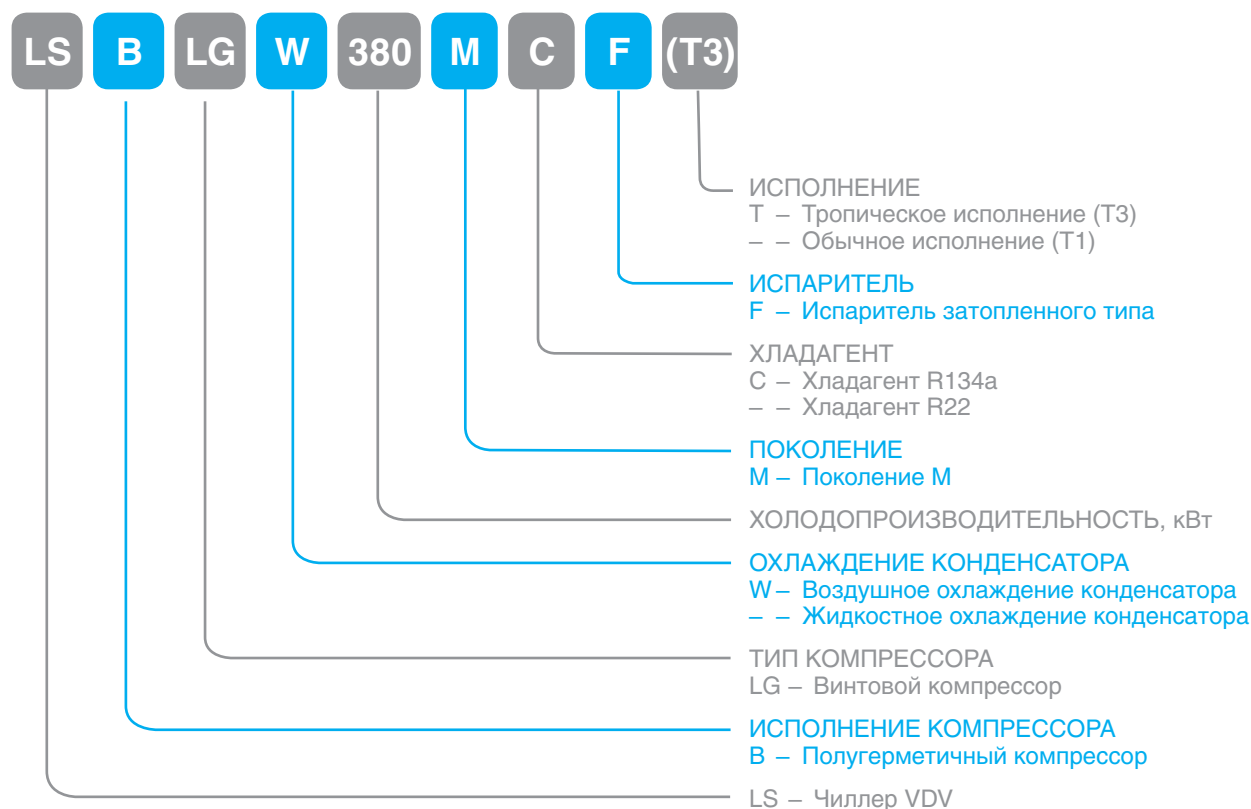 LS B LG W 380 M C F (T3)
ИСПОЛНЕНИЕ
Т – Тропическое исполнение (Т3)
– – Обычное исполнение (Т1)
ИСПАРИТЕЛЬ
F – Испаритель затопленного типа
ХЛАДАГЕНТ
С – Хладагент R134a
– – Хладагент R22
ПОКОЛЕНИЕ
М – Поколение М
ХОЛОДОПРОИЗВОДИТЕЛЬНОСТЬ, кВт
ОХЛАЖДЕНИЕ КОНДЕНСАТОРА
W – Воздушное охлаждение конденсатора
– – Жидкостное охлаждение конденсатора
ТИП КОМПРЕССОРА
LG – Винтовой компрессор
ИСПОЛНЕНИЕ КОМПРЕССОРА
В – Полугерметичный компрессор
LS – Чиллер VDV